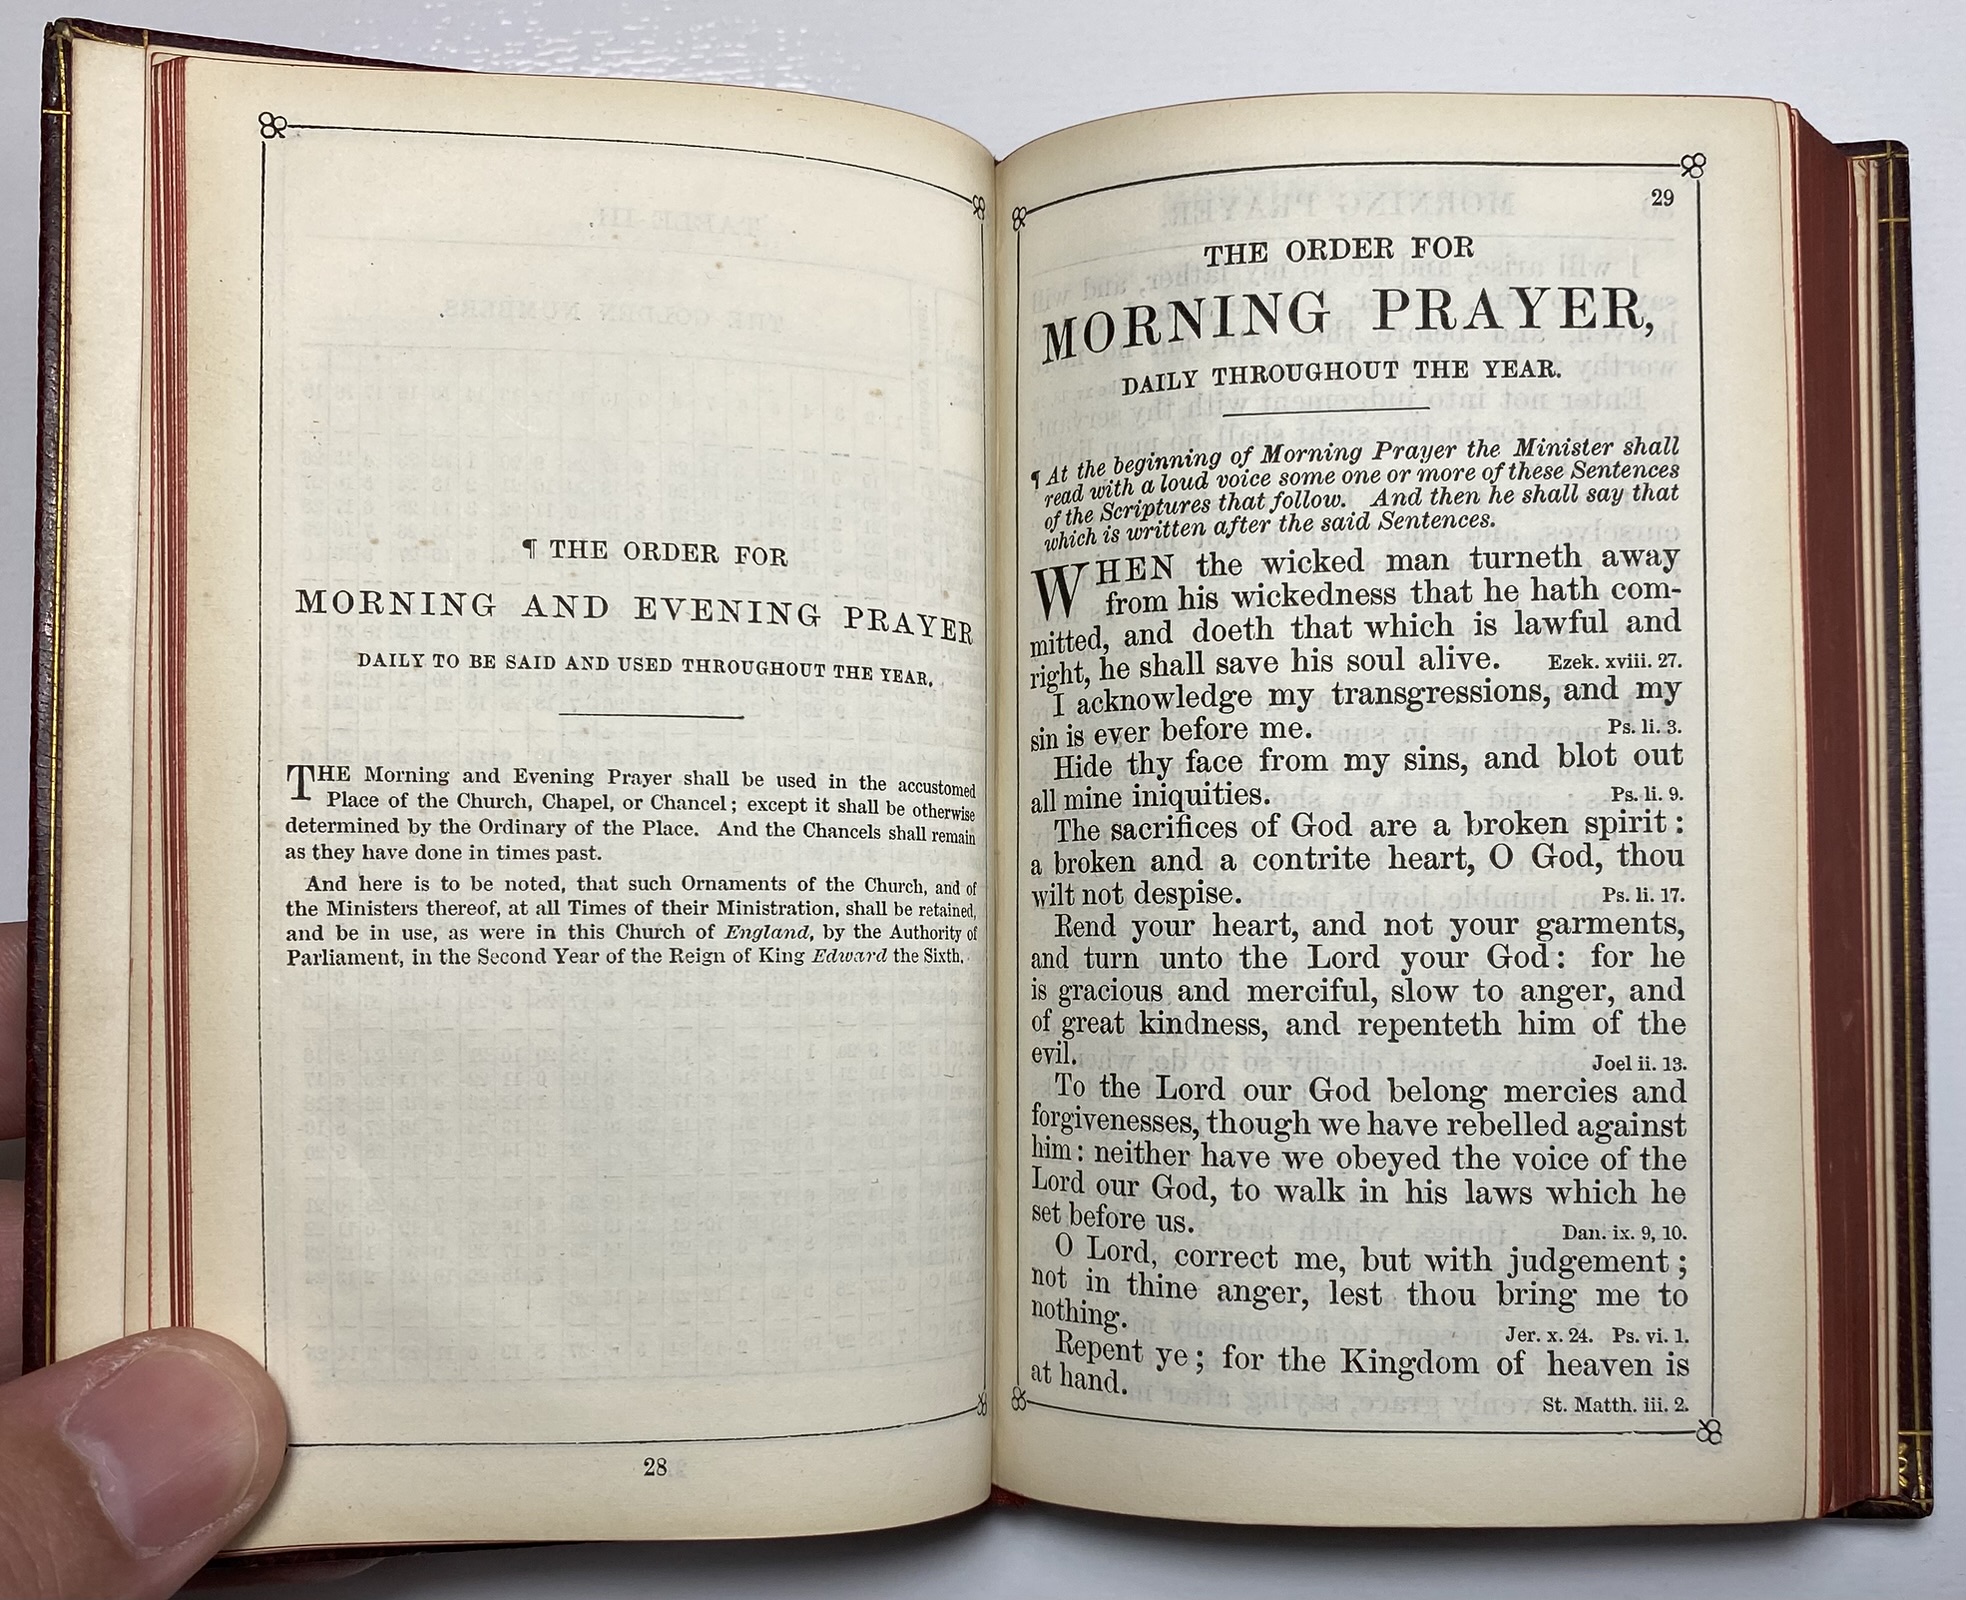 ¶ THE ORDER FOR
MORNING AND EVENING PRAYER
DAILY TO BE SAID AND USED THROUGHOUT THE YEAR.
THE Morning and Evening Prayer shall be used in the accustomed
Place of the Church, Chapel, or Chancel; except it shall be otherwise
determined by the Ordinary of the Place. And the Chancels shall remain
as they have done in times past.
And here is to be noted, that such Ornaments of the Church, and of
the Ministers thereof, at all Times of their Ministration, shall be retained,
and be in use, as were in this Church of England, by the Authority of
Parliament, in the Second Year of the Reign of King Edward the Sixth.
28
29
THE ORDER FOR
MORNING PRAYER,
DAILY THROUGHOUT THE YEAR.
¶ At the beginning of Morning Prayer the Minister shall
read with a loud voice some one or more of these Sentences
of the Scriptures that follow. And then he shall say that
which is written after the said Sentences.
WHEN the wicked man turneth away
from his wickedness that he hath com-
mitted, and doeth that which is lawful and
right, he shall save his soul alive. Ezek. xviii. 27.
I acknowledge my transgressions, and my
sin is ever before me. Ps. li. 3.
Hide thy face from my sins, and blot out
all mine iniquities. Ps. li. 9.
The sacrifices of God are a broken spirit:
a broken and a contrite heart, O God, thou
wilt not despise. Ps. li. 17.
Rend your heart, and not your garments,
and turn unto the Lord your God: for he
is gracious and merciful, slow to anger, and
of great kindness, and repenteth him of the
evil. Joel ii. 13.
To the Lord our God belong mercies and
forgivenesses, though we have rebelled against
him: neither have we obeyed the voice of the
Lord our God, to walk in his laws which he
set before us. Dan. ix. 9, 10.
O Lord, correct me, but with judgement;
not in thine anger, lest thou bring me to
nothing. Jer. x. 24. Ps. vi. 1.
Repent ye; for the Kingdom of heaven is
at hand. St. Matth. iii. 2.